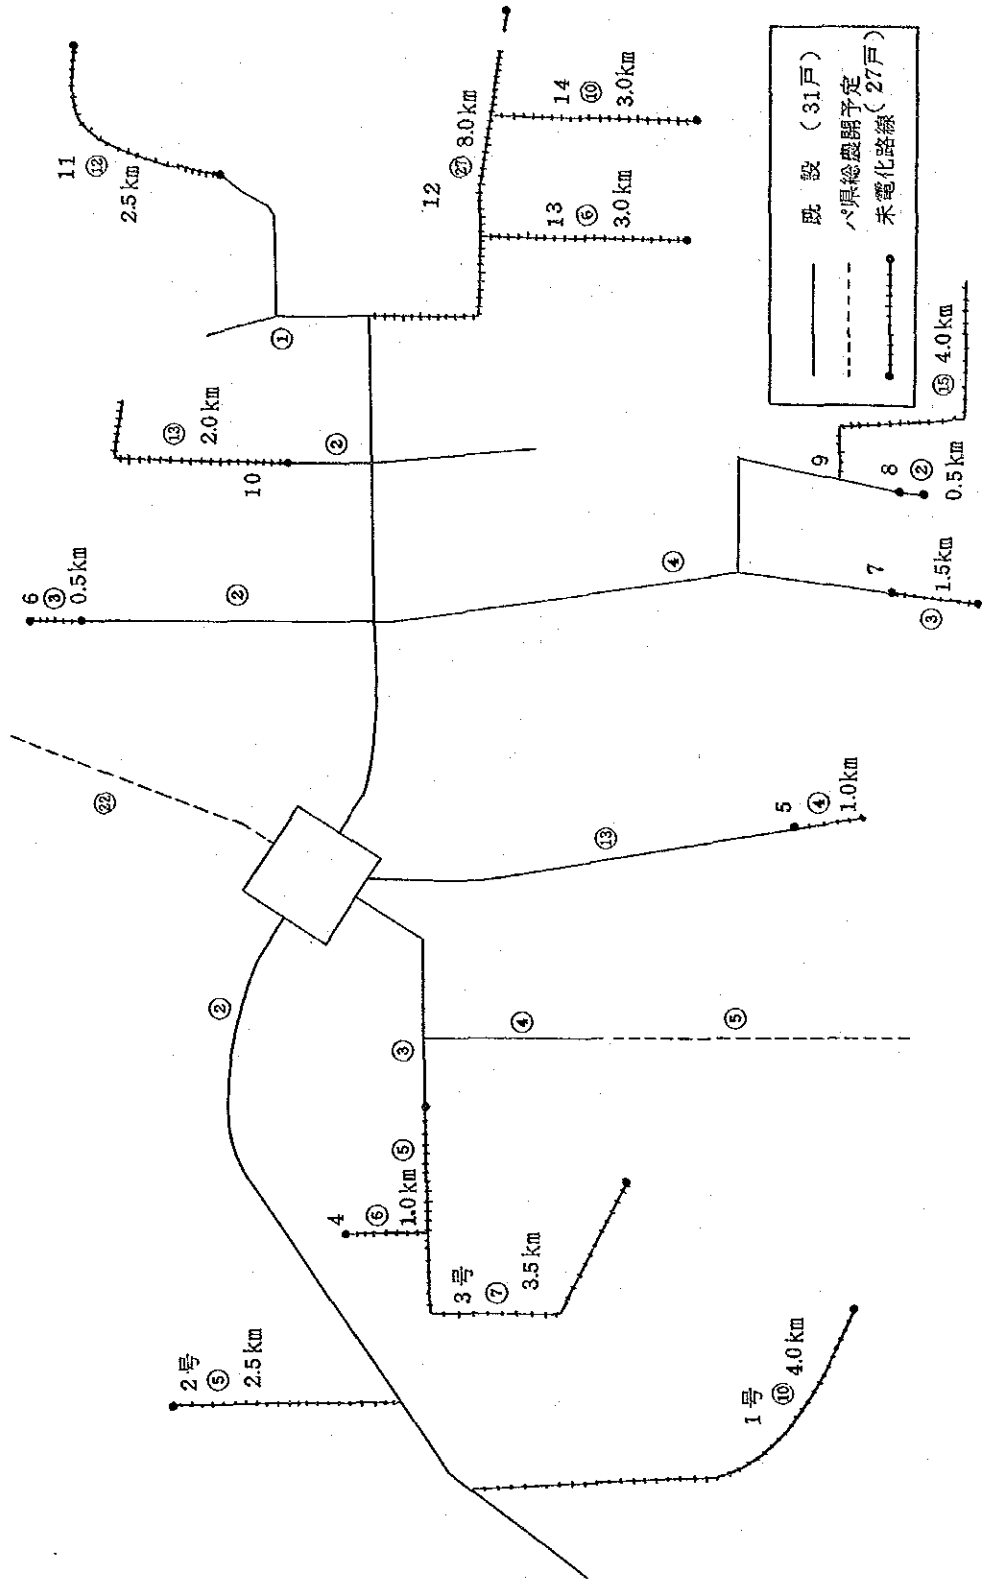 11
⑫
2.5km
6
③
0.5km
㉒
2号
⑤
2.5km
②
⑬
2.0km
②
10
②
①
4
⑥
1.0km
⑤
③
3号
⑦
3.5km
④
⑤
12
㉗ 8.0km
14
⑩
3.0km
13
⑥
3.0km
④
⑬
5
④
1.0km
1号
⑩
4.0km
7
③
1.5km
9
8
②
0.5km
⑮ 4.0km
既設（31戸）
パ県総農開予定
未電化路線（27戸）